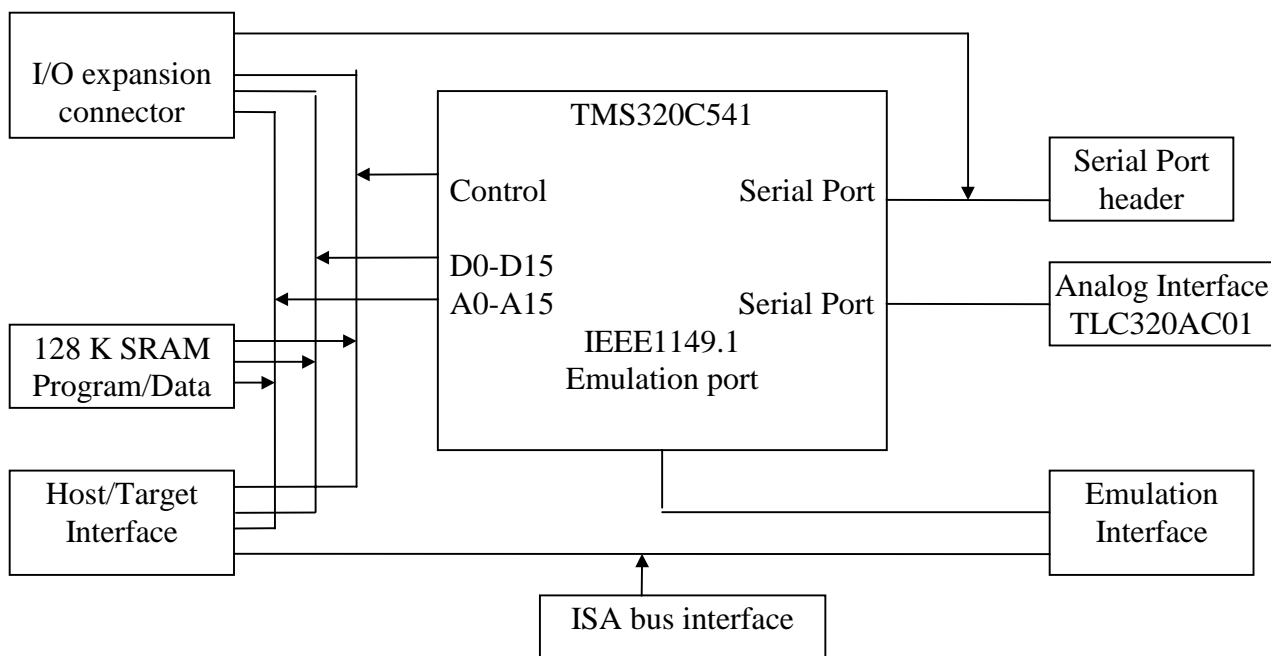 I/O expansion
connector
TMS320C541
Control
Serial Port
D0-D15
A0-A15
Serial Port
IEEE1149.1
Emulation port
Serial Port
header
Analog Interface
TLC320AC01
128 K SRAM
Program/Data
Host/Target
Interface
Emulation
Interface
ISA bus interface